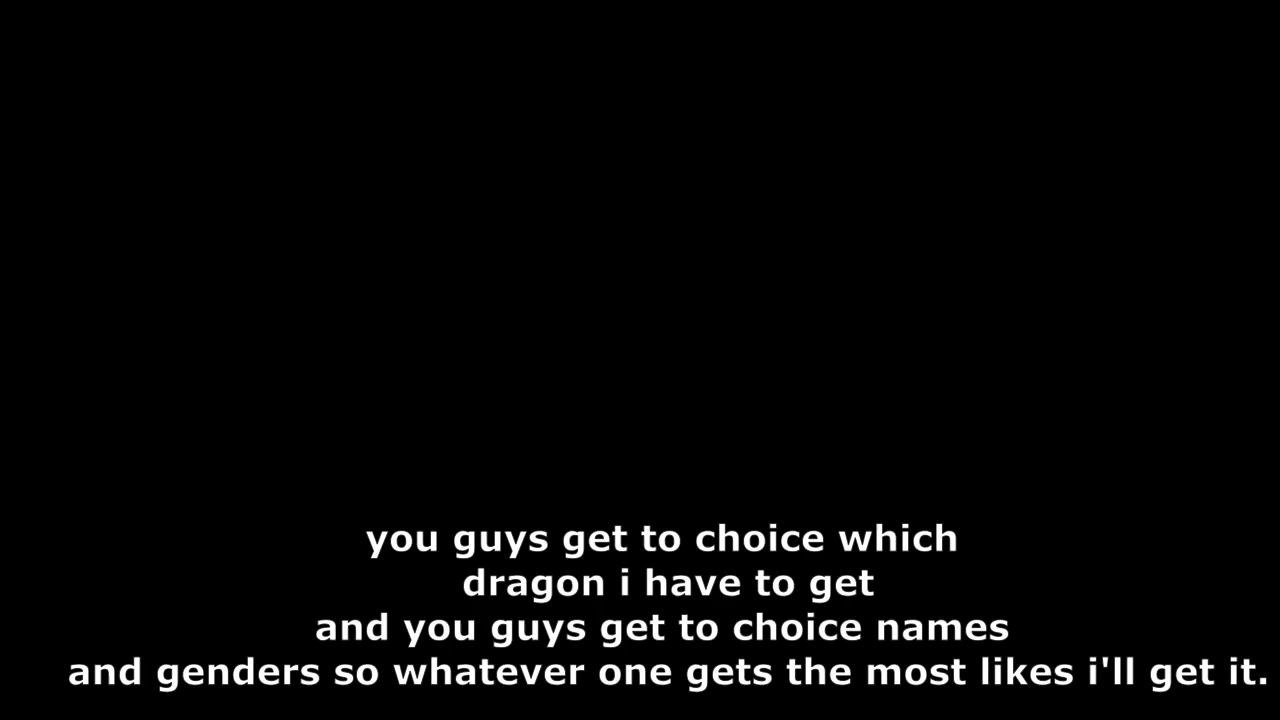 you guys get to choice which
dragon i have to get
and you guys get to choice names
and genders so whatever one gets the most likes i'll get it.